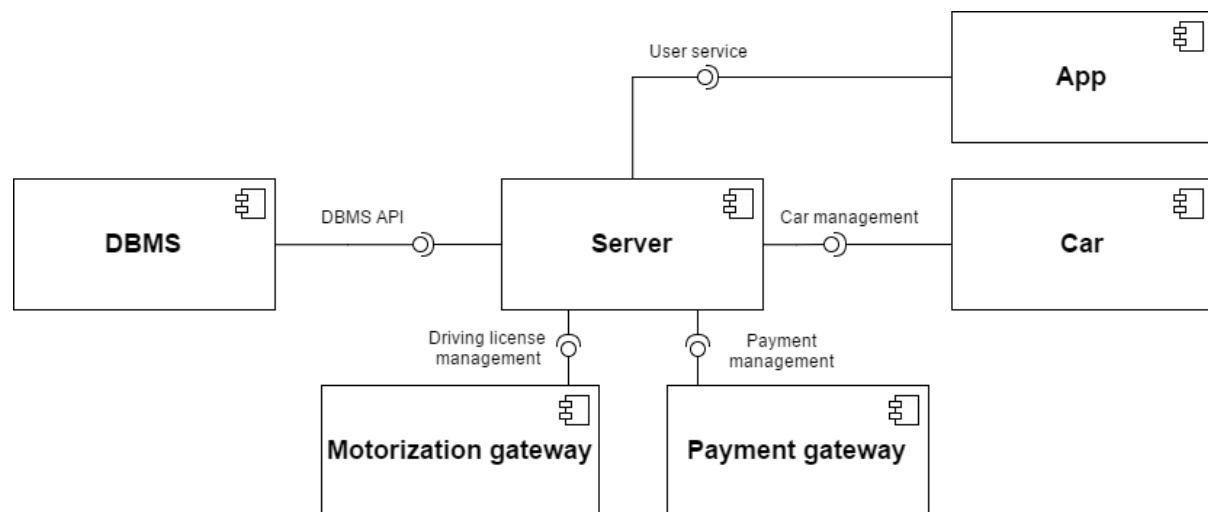 User service
App
DBMS
DBMS API
Server
Car management
Car
Driving license
management
Payment
management
Motorization gateway
Payment gateway